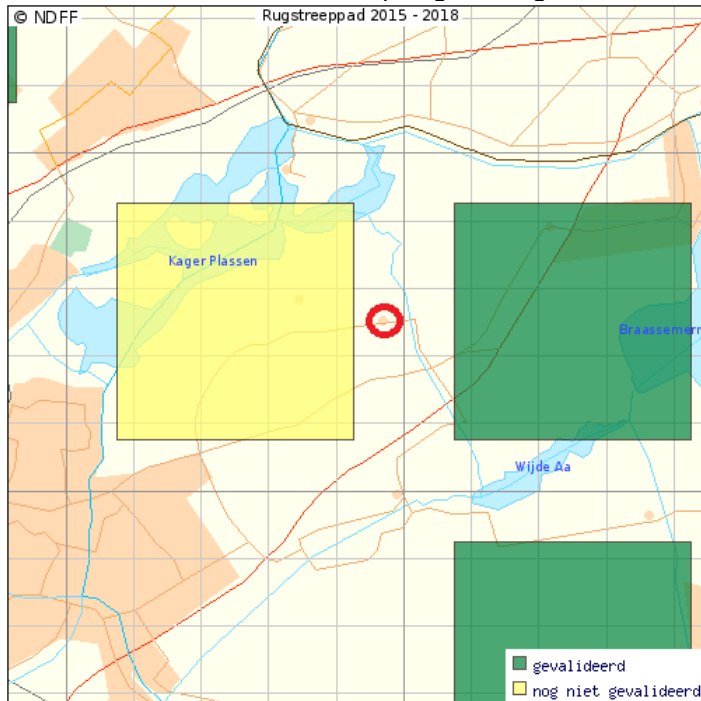 © NDFF
Rugstreeppad 2015 - 2018
Kager Plassen
Braassemerm
Wijde Aa
gevalideerd
nog niet gevalideerd